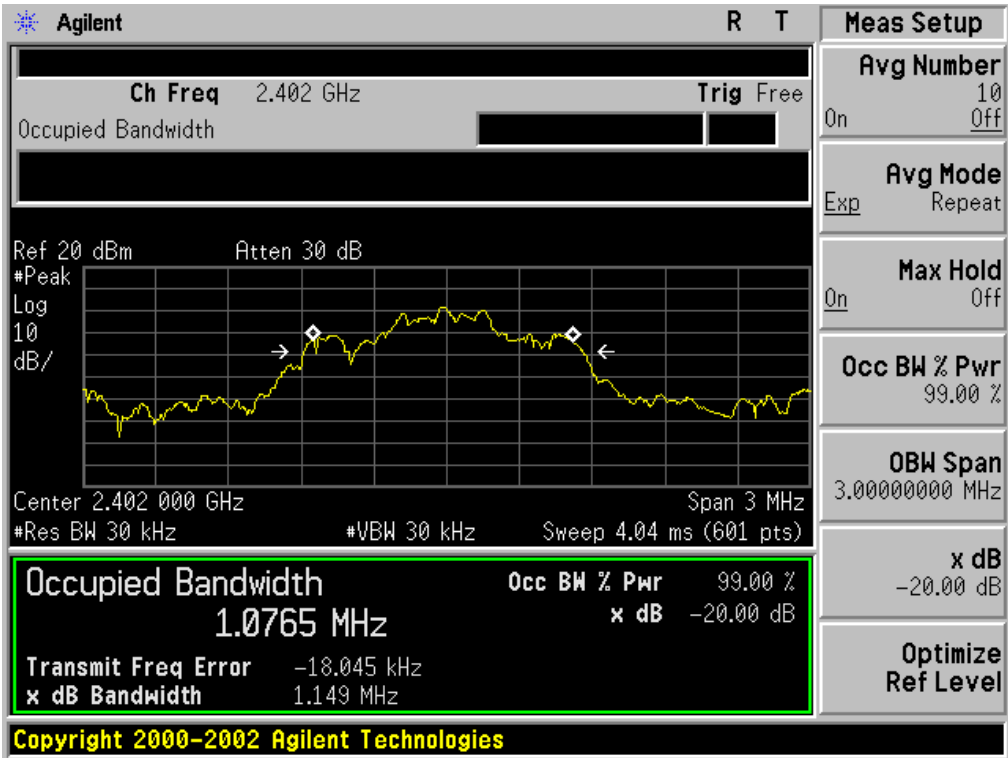 Agilent R T
Ch Freq 2.402 GHz Trig Free
Occupied Bandwidth
Ref 20 dBm Atten 30 dB
#Peak
Log
10
dB/
Center 2.402 000 GHz Span 3 MHz
#Res BW 30 kHz #VBW 30 kHz Sweep 4.04 ms (601 pts)
Occupied Bandwidth Occ BW % Pwr 99.00 %
1.0765 MHz x dB -20.00 dB
Transmit Freq Error -18.045 kHz
x dB Bandwidth 1.149 MHz
Copyright 2000-2002 Agilent Technologies
Meas Setup
Avg Number
10
On Off
Avg Mode
Exp Repeat
Max Hold
On Off
Occ BW % Pwr
99.00 %
OBW Span
3.00000000 MHz
x dB
-20.00 dB
Optimize
Ref Level